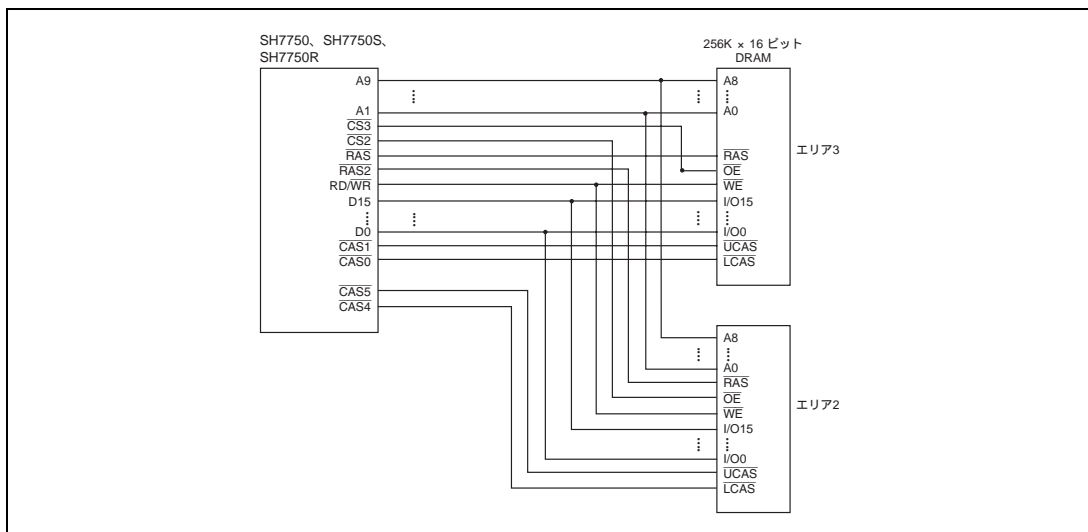 SH7750、SH7750S、
SH7750R
A9
A1
CS3
CS2
RAS
RAS2
RD/WR
D15
D0
CAS1
CAS0
CAS5
CAS4
256K × 16 ビット
DRAM
A8
A0
RAS
OE
WE
I/O15
I/O0
UCAS
LCAS
エリア3
A8
A0
RAS
OE
WE
I/O15
I/O0
UCAS
LCAS
エリア2